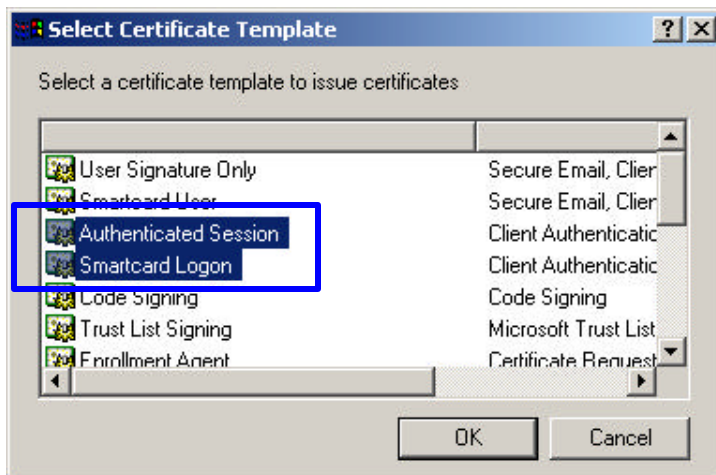 Select Certificate Template
Select a certificate template to issue certificates
User Signature Only Secure Email, Clier
Smartcard User Secure Email, Clier
Authenticated Session Client Authenticatic
Smartcard Logon Client Authenticatic
Code Signing Code Signing
Trust List Signing Microsoft Trust List
Enrollment Agent Certificate Request
OK Cancel